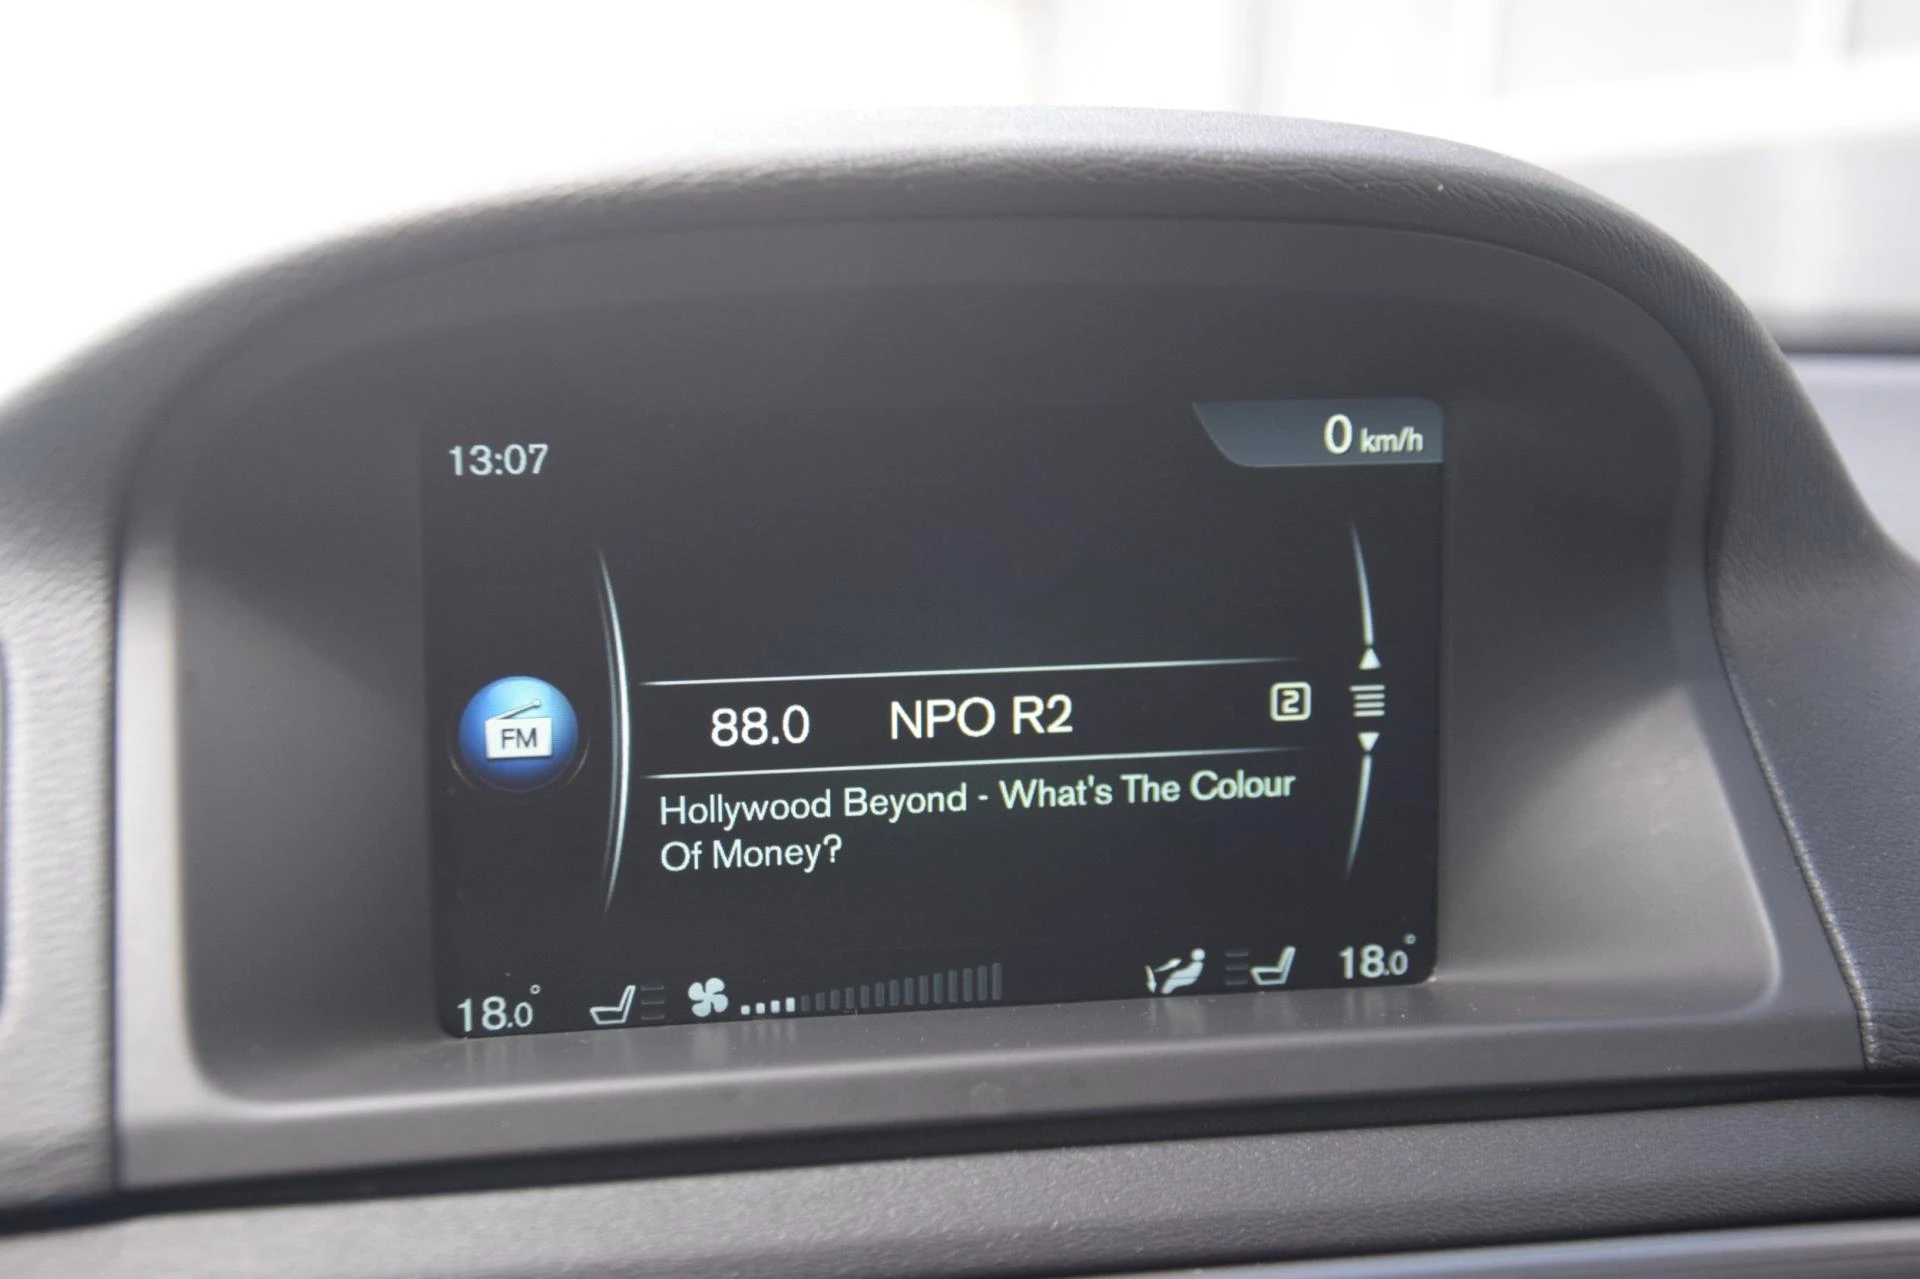 13:07
0 km/h
FM
88.0 NPO R2 2
Hollywood Beyond - What's The Colour
Of Money?
18.0° 18.0°